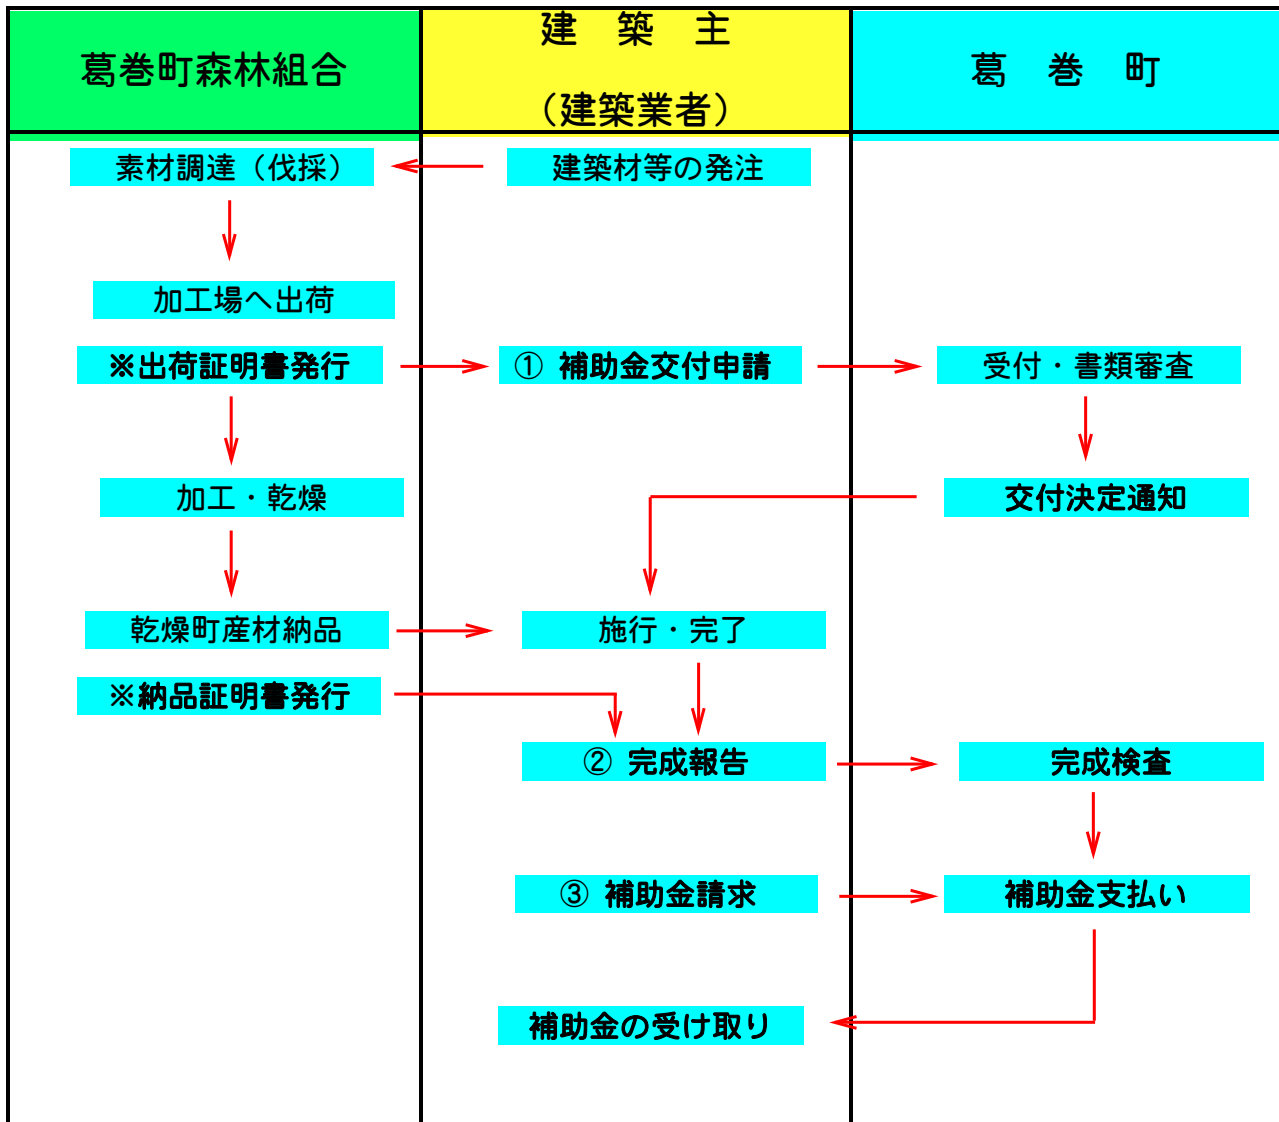 葛巻町森林組合
建　築　主
（建築業者）
葛　巻　町
素材調達（伐採）
建築材等の発注
加工場へ出荷
※出荷証明書発行
① 補助金交付申請
受付・書類審査
加工・乾燥
交付決定通知
乾燥町産材納品
施行・完了
※納品証明書発行
② 完成報告
完成検査
③ 補助金請求
補助金支払い
補助金の受け取り